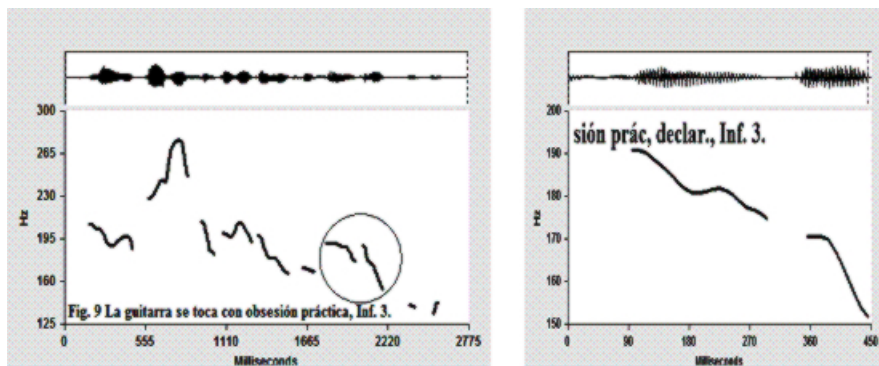 300
265
230
195
160
125
Hz
Fig. 9 La guitarra se toca con obsesión práctica, Inf. 3.
0 555 1110 1665 2220 2775
Milliseconds
200
190
180
170
160
150
Hz
sión prác, declar., Inf. 3.
0 90 180 270 360 450
Milliseconds